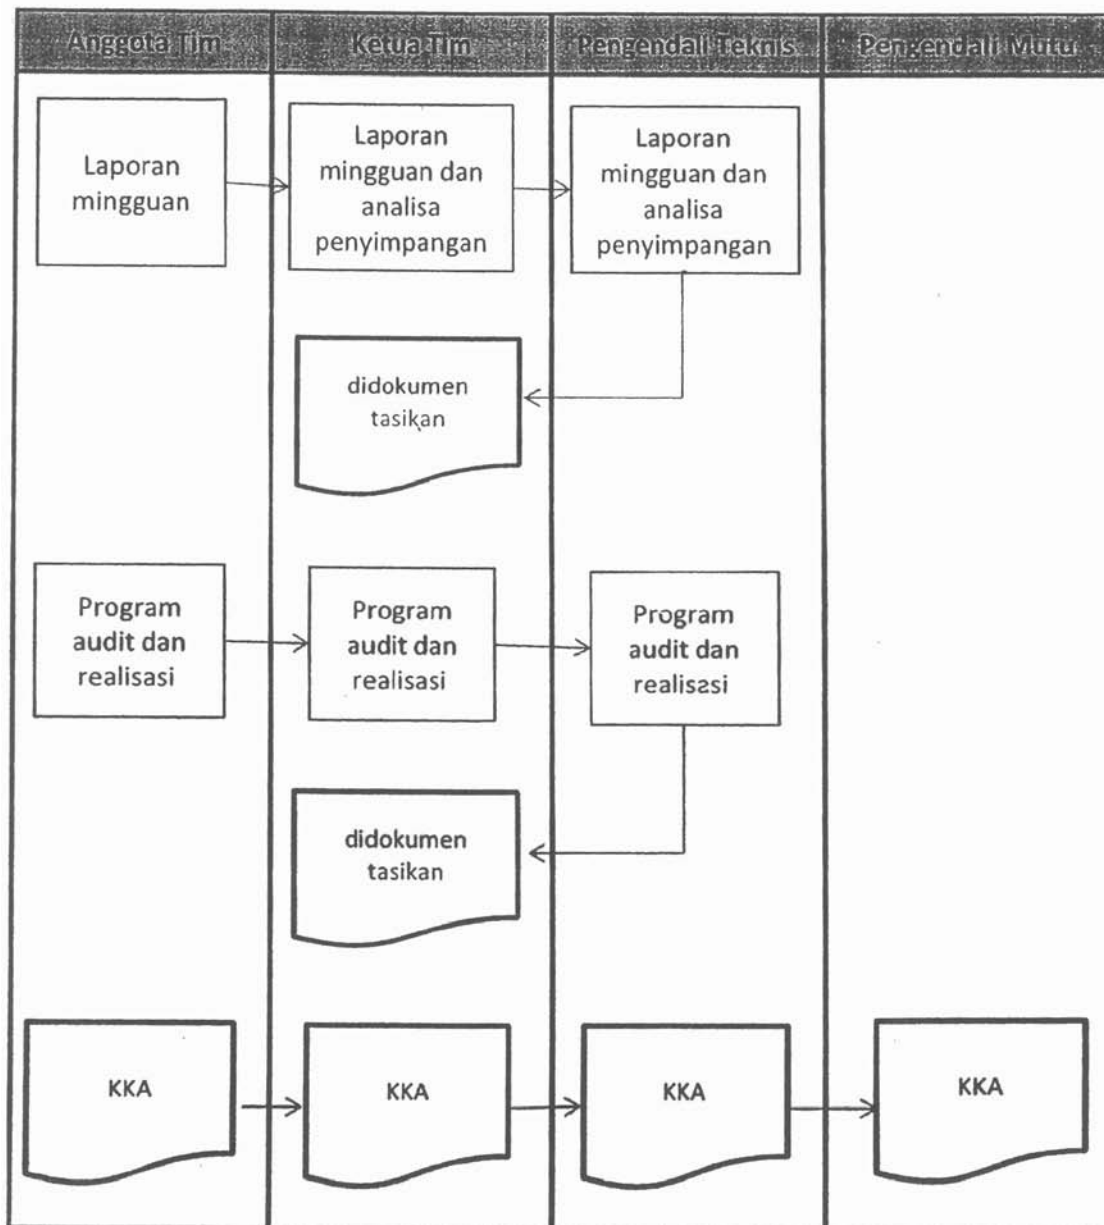 Anggota Tim
Ketua Tim
Pengendali Teknis
Pengendali Mutu
Laporan
mingguan
Laporan
mingguan dan
analisa
penyimpangan
Laporan
mingguan dan
analisa
penyimpangan
didokumen
tasikan
Program
audit dan
realisasi
Program
audit dan
realisasi
Program
audit dan
realisasi
didokumen
tasikan
KKA
KKA
KKA
KKA